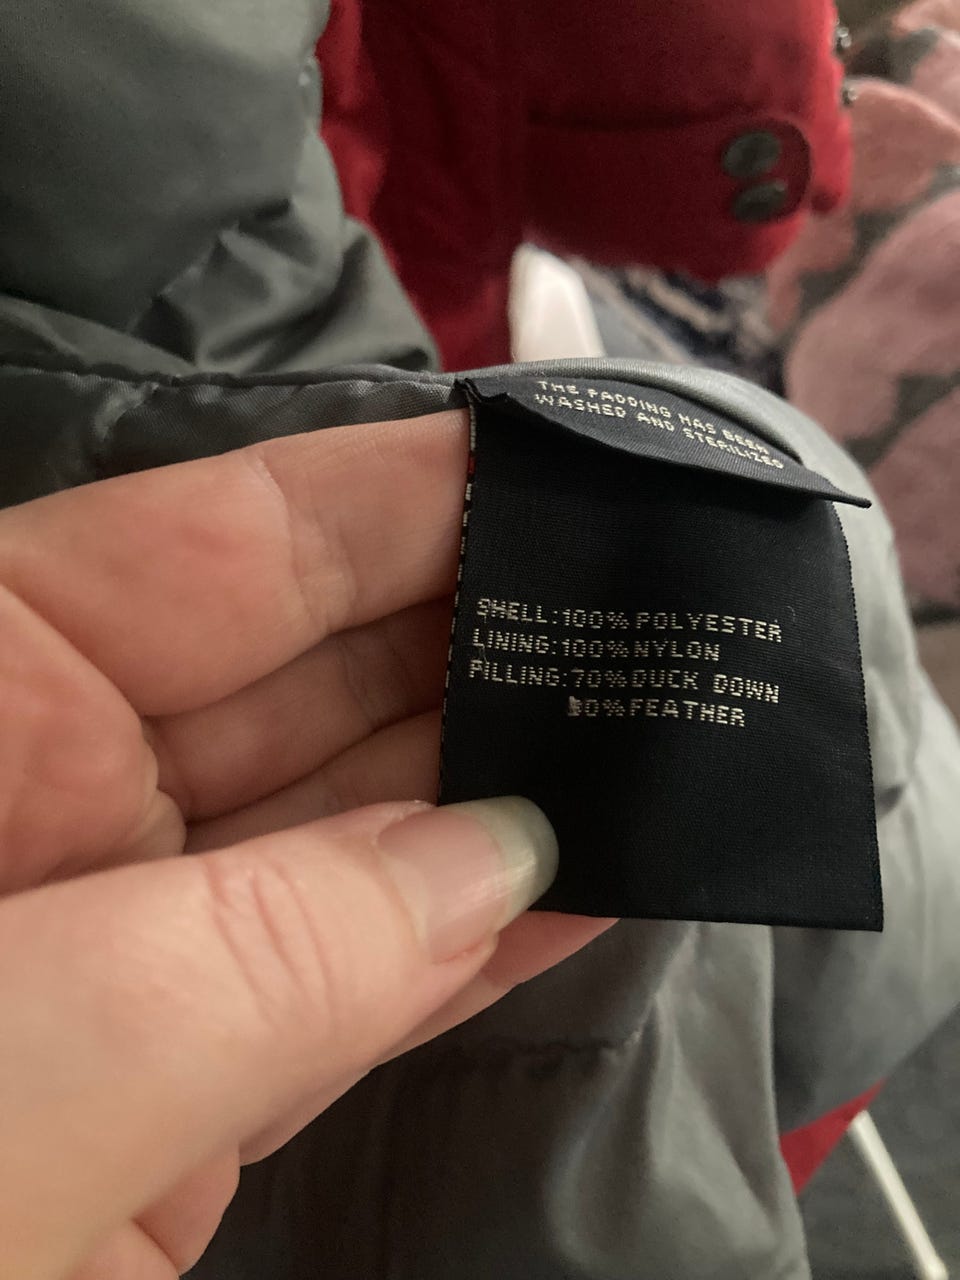 THE PADDING HAS BEEN
WASHED AND STERILIZED
SHELL:100%POLYESTER
LINING:100%NYLON
FILLING:70%DUCK DOWN
30%FEATHER